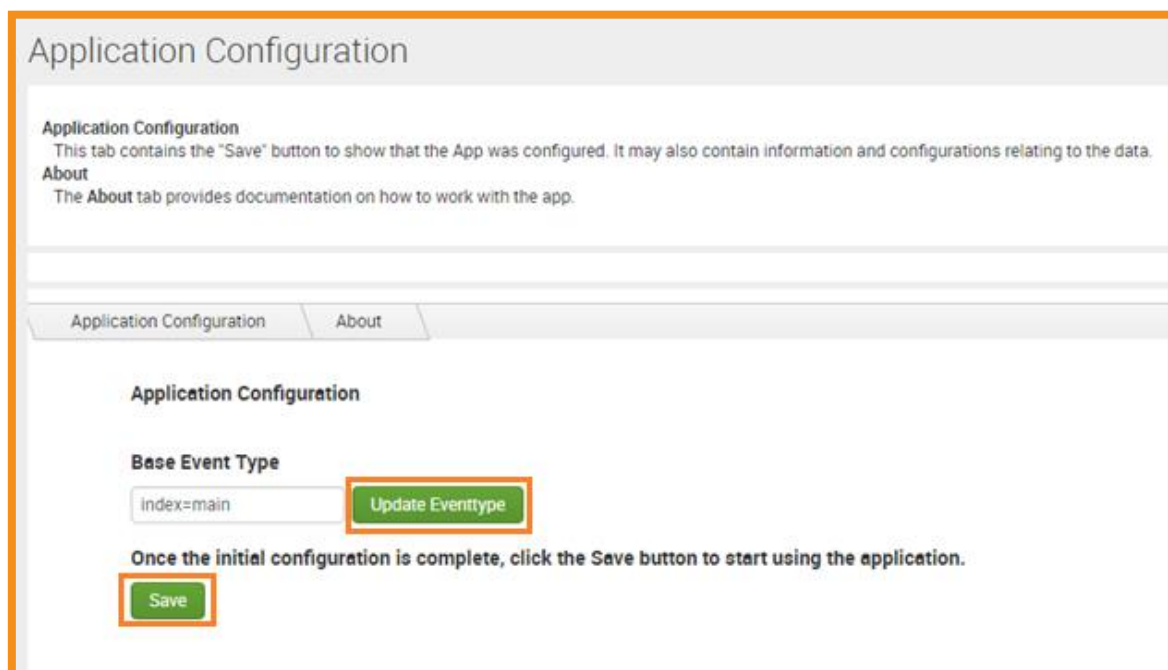 Application Configuration
Application Configuration
This tab contains the "Save" button to show that the App was configured. It may also contain information and configurations relating to the data.
About
The About tab provides documentation on how to work with the app.
Application Configuration About
Application Configuration
Base Event Type
index=main Update Eventtype
Once the initial configuration is complete, click the Save button to start using the application.
Save